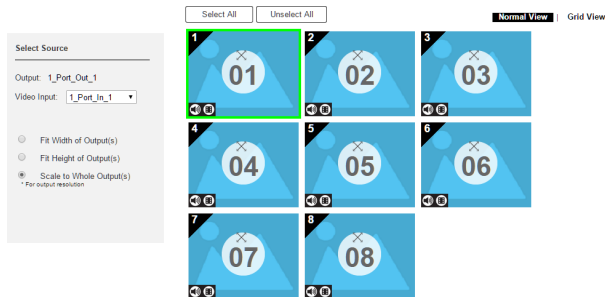 Select All
Unselect All
Normal View | Grid View
Select Source
Output: 1_Port_Out_1
Video Input: 1_Port_In_1
Fit Width of Output(s)
Fit Height of Output(s)
Scale to Whole Output(s)
* For output resolution
1
01
2
02
3
03
4
04
5
05
6
06
7
07
8
08